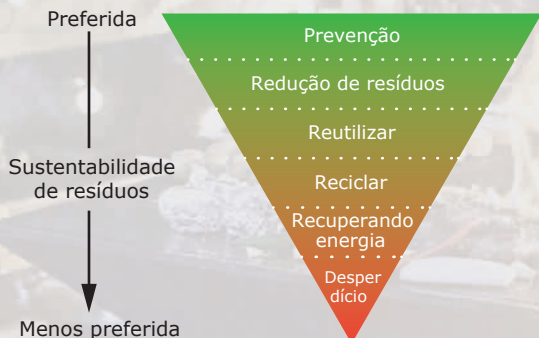 Preferida
Prevenção
Redução de resíduos
Reutilizar
Sustentabilidade
de resíduos
Reciclar
Recuperando
energia
Desper
dício
Menos preferida